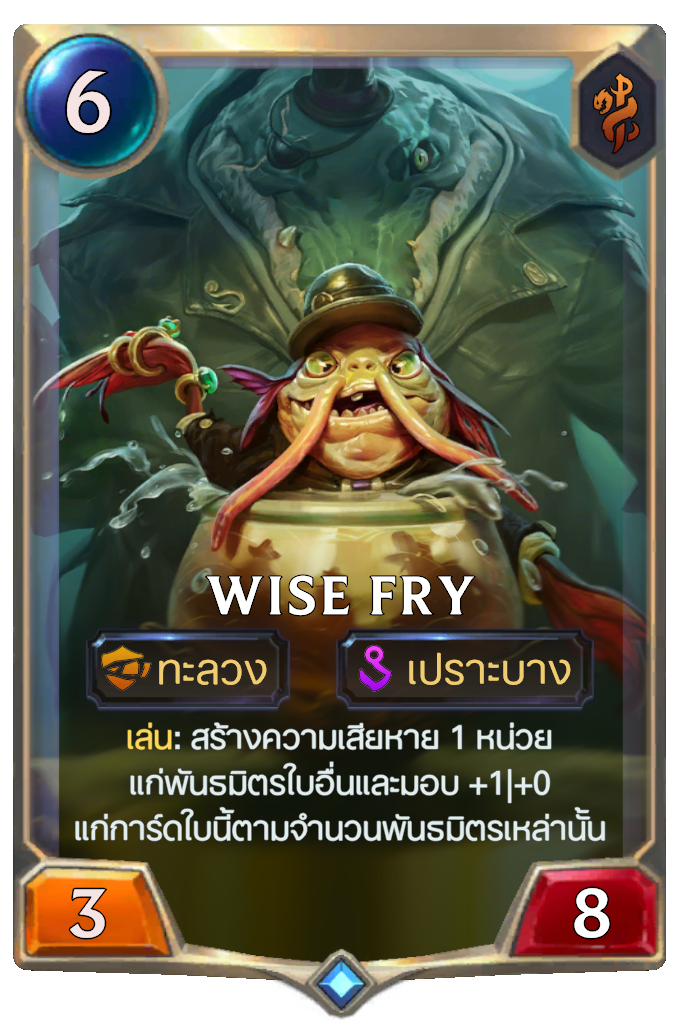 6
WISE FRY
ทะลวง เปราะบาง
เล่น: สร้างความเสียหาย 1 หน่วย
แก่พันธมิตรใบอื่นและมอบ +1|+0
แก่การ์ดใบนี้ตามจำนวนพันธมิตรเหล่านั้น
3 8